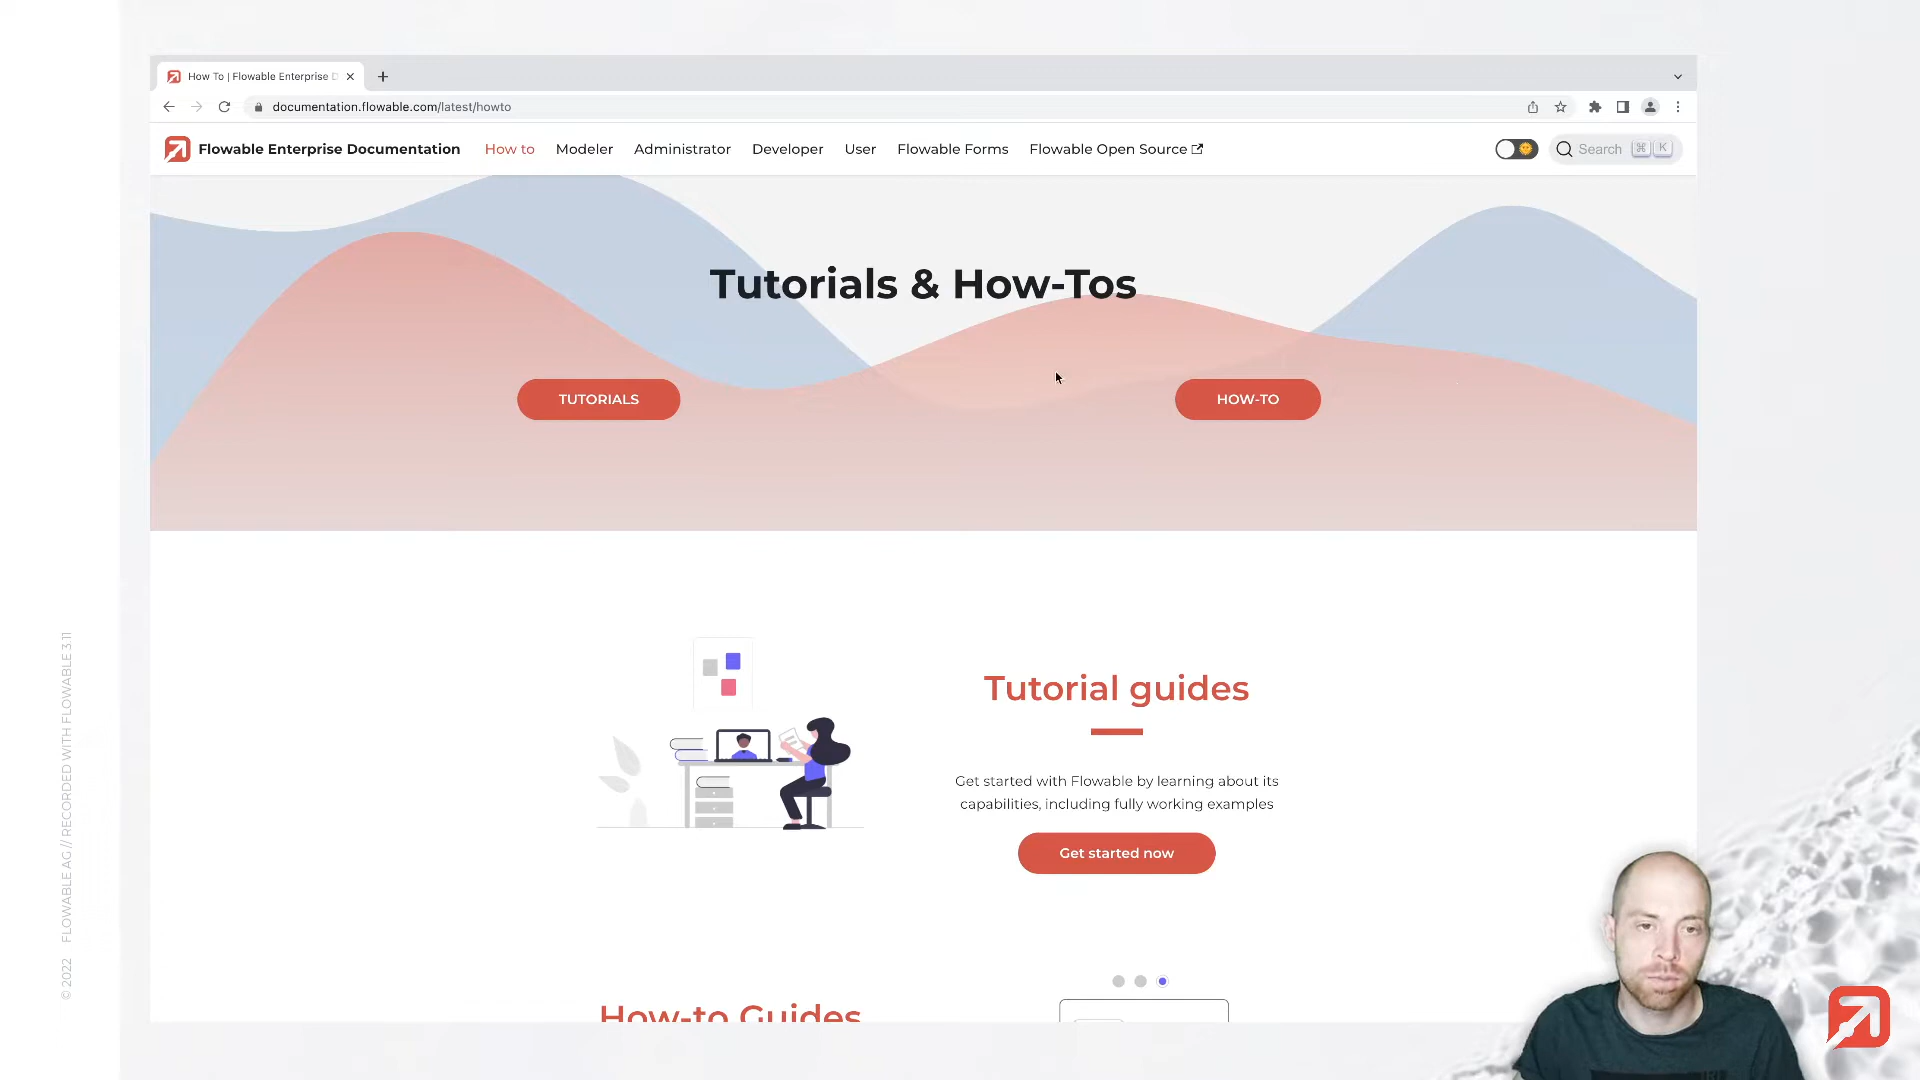 How To | Flowable Enterprise D
documentation.flowable.com/latest/howto
Flowable Enterprise Documentation
How to
Modeler
Administrator
Developer
User
Flowable Forms
Flowable Open Source
Search
⌘ K
Tutorials & How-Tos
TUTORIALS
HOW-TO
Tutorial guides
Get started with Flowable by learning about its
capabilities, including fully working examples
Get started now
How-to Guides
© 2022 FLOWABLE AG // RECORDED WITH FLOWABLE 3.11